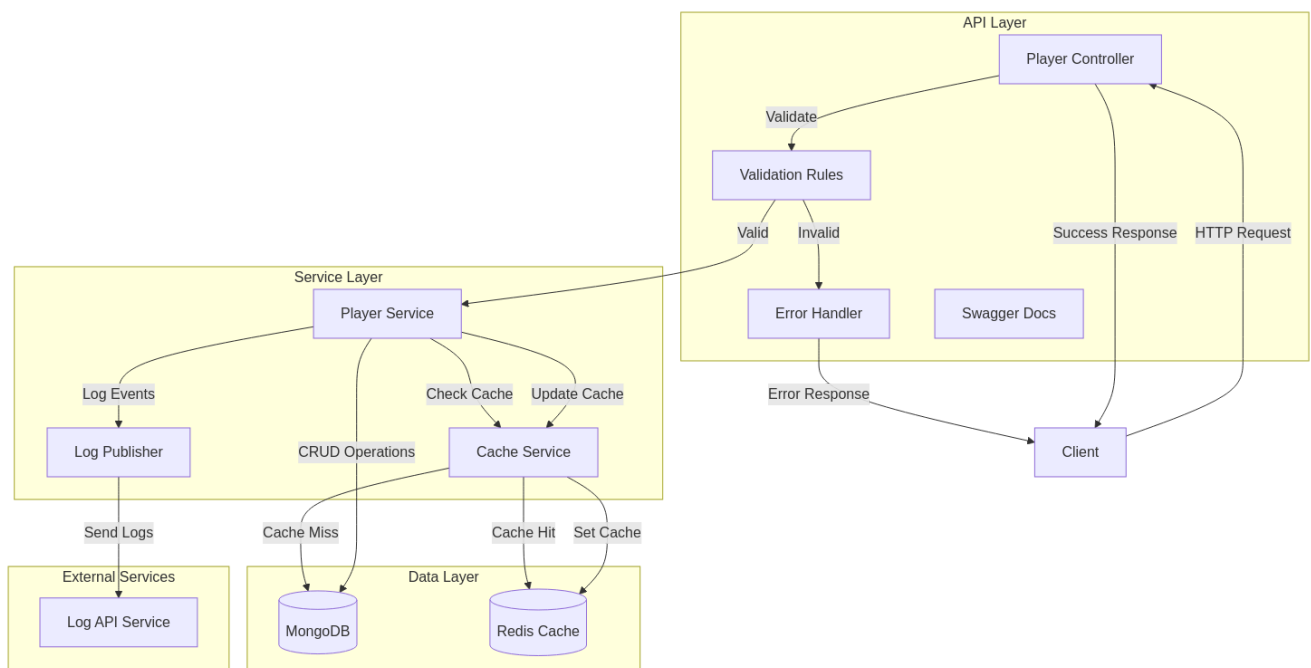 API Layer
Player Controller
Validate
Validation Rules
Valid
Invalid
Success Response
HTTP Request
Service Layer
Player Service
Error Handler
Swagger Docs
Log Events
Check Cache
Update Cache
Error Response
Log Publisher
CRUD Operations
Cache Service
Client
Send Logs
Cache Miss
Cache Hit
Set Cache
External Services
Data Layer
Log API Service
MongoDB
Redis Cache